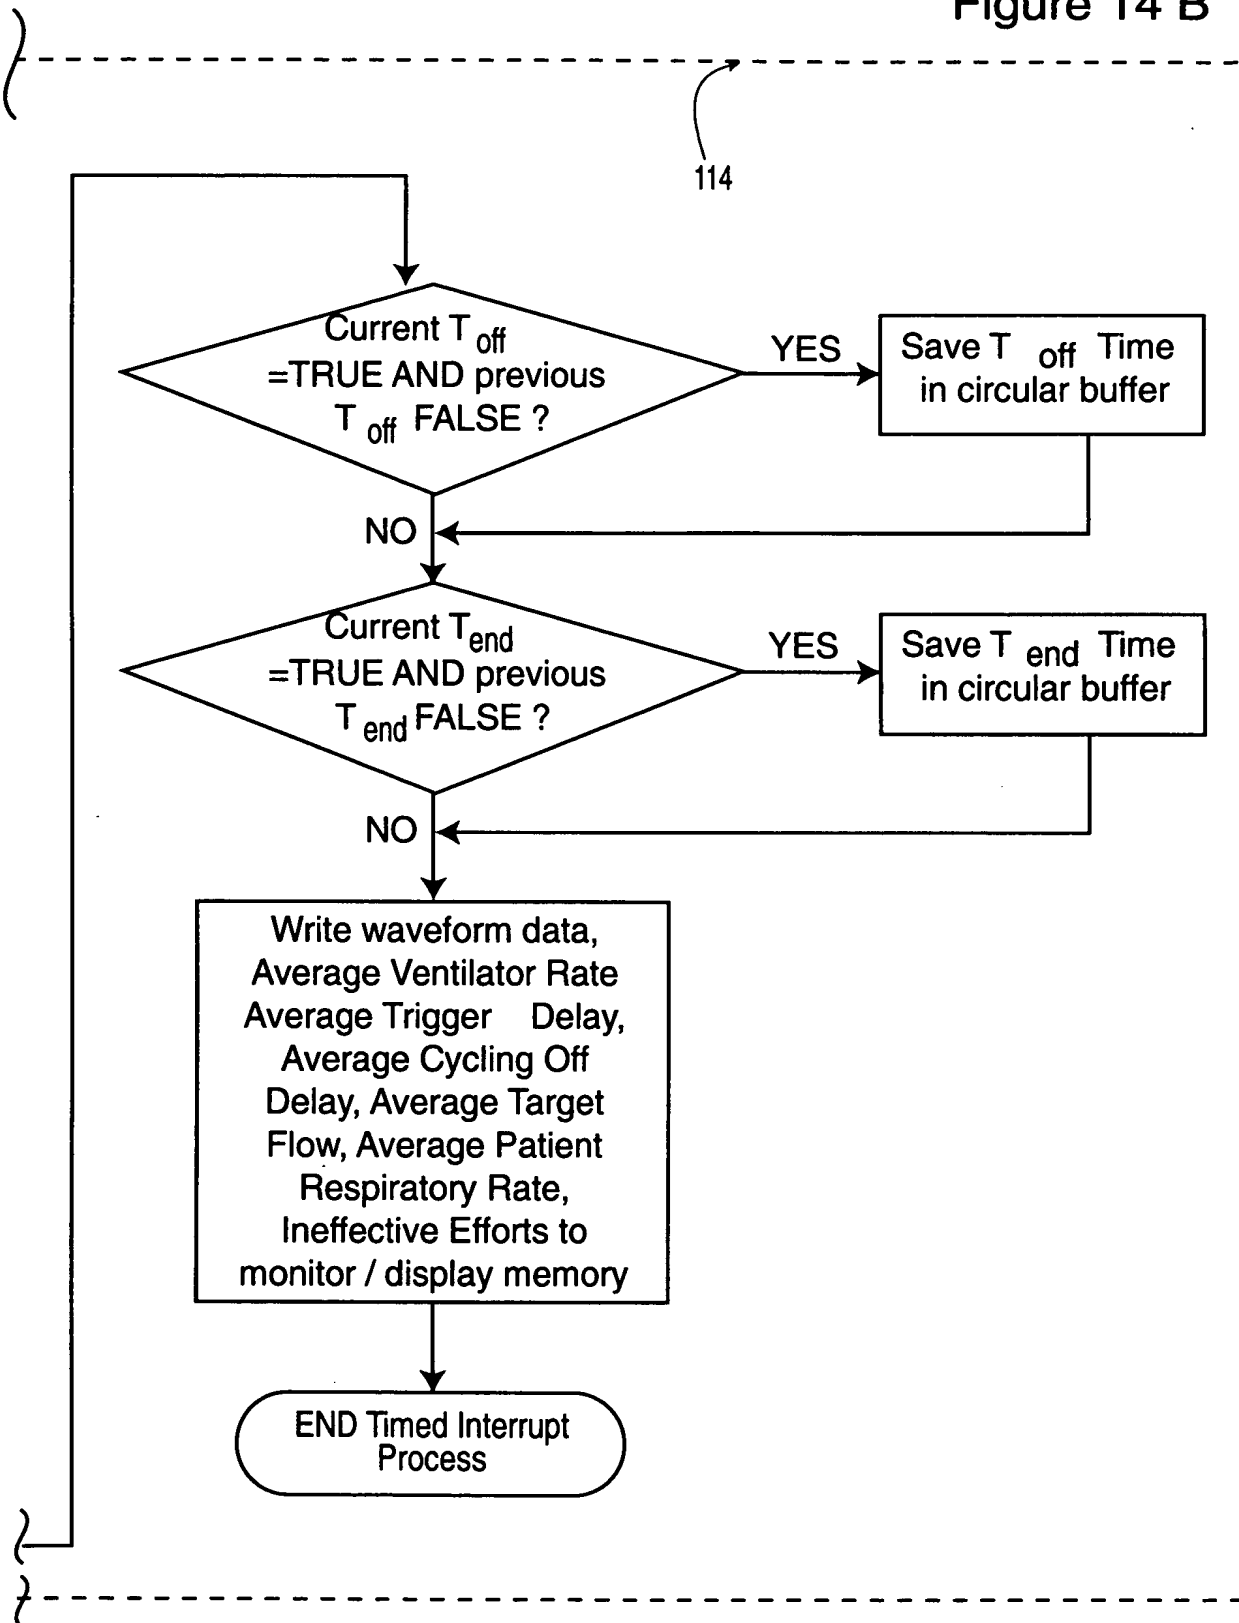 Figure 14 B
114
Current T off
=TRUE AND previous
T off FALSE ?
YES
Save T off Time
in circular buffer
NO
Current Tend
=TRUE AND previous
T end FALSE ?
YES
Save T end Time
in circular buffer
NO
Write waveform data,
Average Ventilator Rate
Average Trigger Delay,
Average Cycling Off
Delay, Average Target
Flow, Average Patient
Respiratory Rate,
Ineffective Efforts to
monitor / display memory
END Timed Interrupt
Process